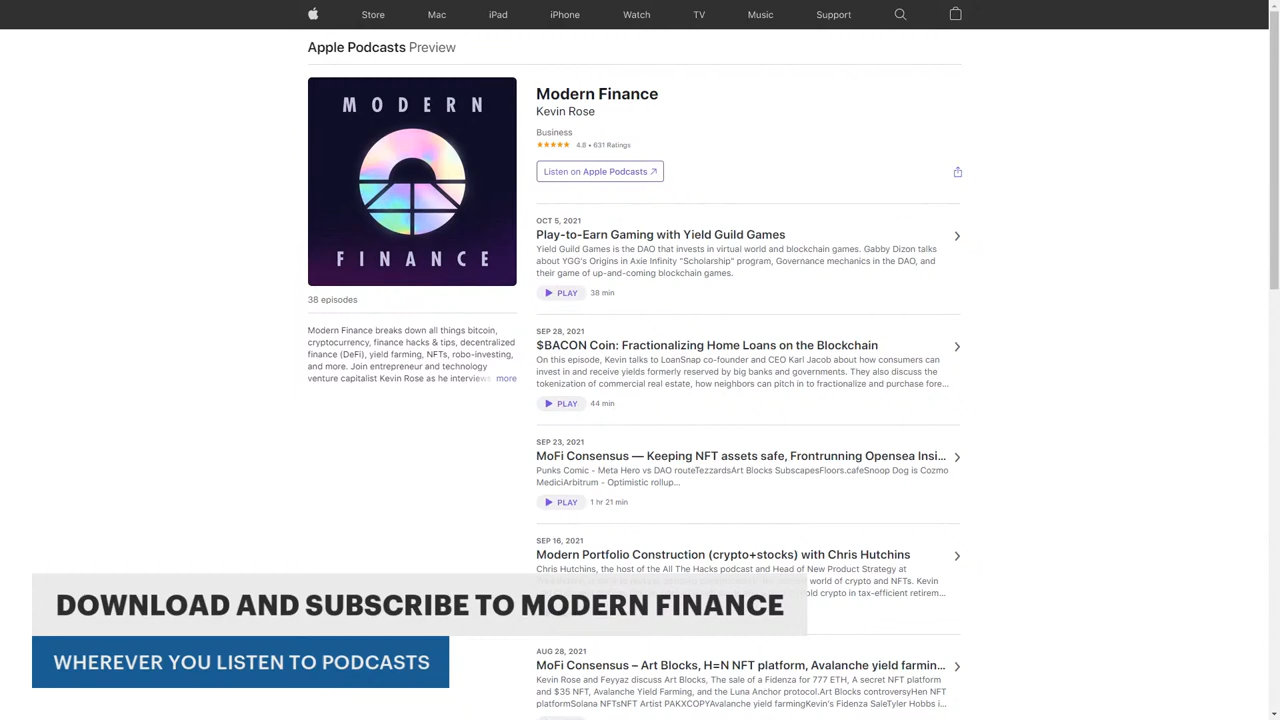 Store Mac iPad iPhone Watch TV Music Support
Apple Podcasts Preview
MODERN
FINANCE
38 episodes
Modern Finance breaks down all things bitcoin,
cryptocurrency, finance hacks & tips, decentralized
finance (DeFi), yield farming, NFTs, robo-investing,
and more. Join entrepreneur and technology
venture capitalist Kevin Rose as he interviews more
Modern Finance
Kevin Rose
Business
4.8 • 631 Ratings
Listen on Apple Podcasts ↗
OCT 5, 2021
Play-to-Earn Gaming with Yield Guild Games
Yield Guild Games is the DAO that invests in virtual world and blockchain games. Gabby Dizon talks
about YGG's Origins in Axie Infinity "Scholarship" program, Governance mechanics in the DAO, and
their game of up-and-coming blockchain games.
PLAY 38 min
SEP 28, 2021
$BACON Coin: Fractionalizing Home Loans on the Blockchain
On this episode, Kevin talks to LoanSnap co-founder and CEO Karl Jacob about how consumers can
invest in and receive yields formerly reserved by big banks and governments. They also discuss the
tokenization of commercial real estate, how neighbors can pitch in to fractionalize and purchase fore...
PLAY 44 min
SEP 23, 2021
MoFi Consensus — Keeping NFT assets safe, Frontrunning Opensea Insi...
Punks Comic - Meta Hero vs DAO routeTezzardsArt Blocks SubscapesFloors.cafeSnoop Dog is Cozmo
MediciArbitrum - Optimistic rollup...
PLAY 1 hr 21 min
SEP 16, 2021
Modern Portfolio Construction (crypto+stocks) with Chris Hutchins
Chris Hutchins, the host of the All The Hacks podcast and Head of New Product Strategy at
world of crypto and NFTs. Kevin
old crypto in tax-efficient retirem...
AUG 28, 2021
MoFi Consensus – Art Blocks, H=N NFT platform, Avalanche yield farmin...
Kevin Rose and Feyyaz discuss Art Blocks, The sale of a Fidenza for 777 ETH, A secret NFT platform
and $35 NFT, Avalanche Yield Farming, and the Luna Anchor protocol.Art Blocks controversyHen NFT
platformSolana NFTsNFT Artist PAKXCOPYAvalanche yield farmingKevin's Fidenza SaleTyler Hobbs i...
DOWNLOAD AND SUBSCRIBE TO MODERN FINANCE
WHEREVER YOU LISTEN TO PODCASTS